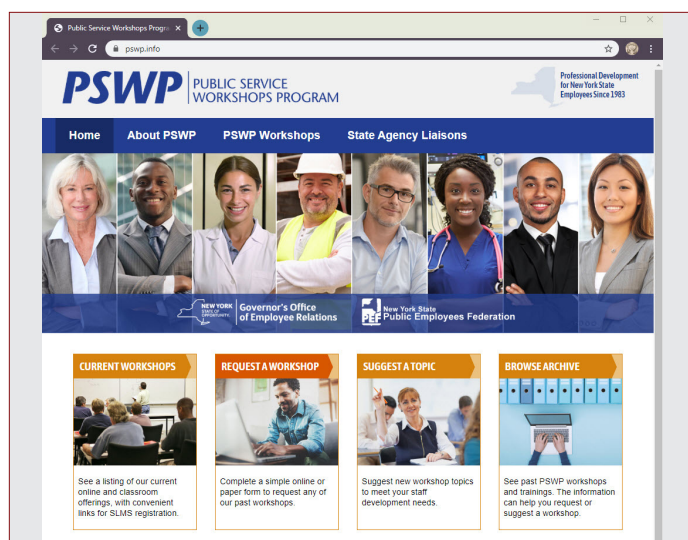 Public Service Workshops Progra
pswp.info
PSWP PUBLIC SERVICE
WORKSHOPS PROGRAM
Professional Development
for New York State
Employees Since 1983
Home About PSWP PSWP Workshops State Agency Liaisons
NEW YORK
STATE OF
OPPORTUNITY.
Governor's Office
of Employee Relations
PEF
New York State
Public Employees Federation
CURRENT WORKSHOPS
See a listing of our current
online and classroom
offerings, with convenient
links for SLMS registration.
REQUEST A WORKSHOP
Complete a simple online or
paper form to request any of
our past workshops.
SUGGEST A TOPIC
Suggest new workshop topics
to meet your staff
development needs.
BROWSE ARCHIVE
See past PSWP workshops
and trainings. The information
can help you request or
suggest a workshop.